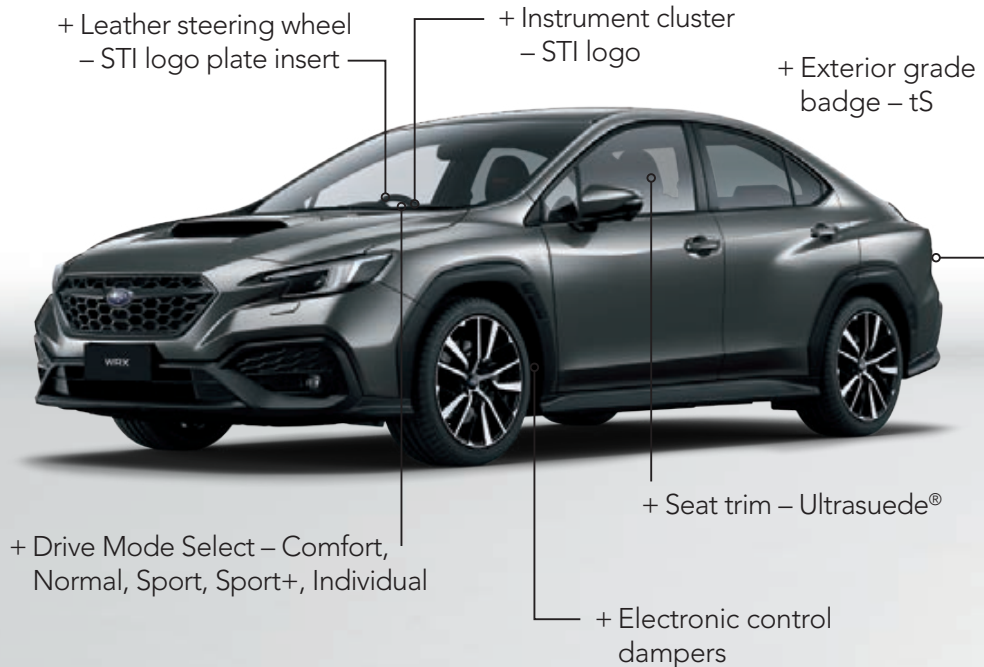 + Leather steering wheel
– STI logo plate insert
+ Instrument cluster
– STI logo
+ Exterior grade
badge – tS
WRX
+ Seat trim – Ultrasuede®
+ Drive Mode Select – Comfort,
Normal, Sport, Sport+, Individual
+ Electronic control
dampers